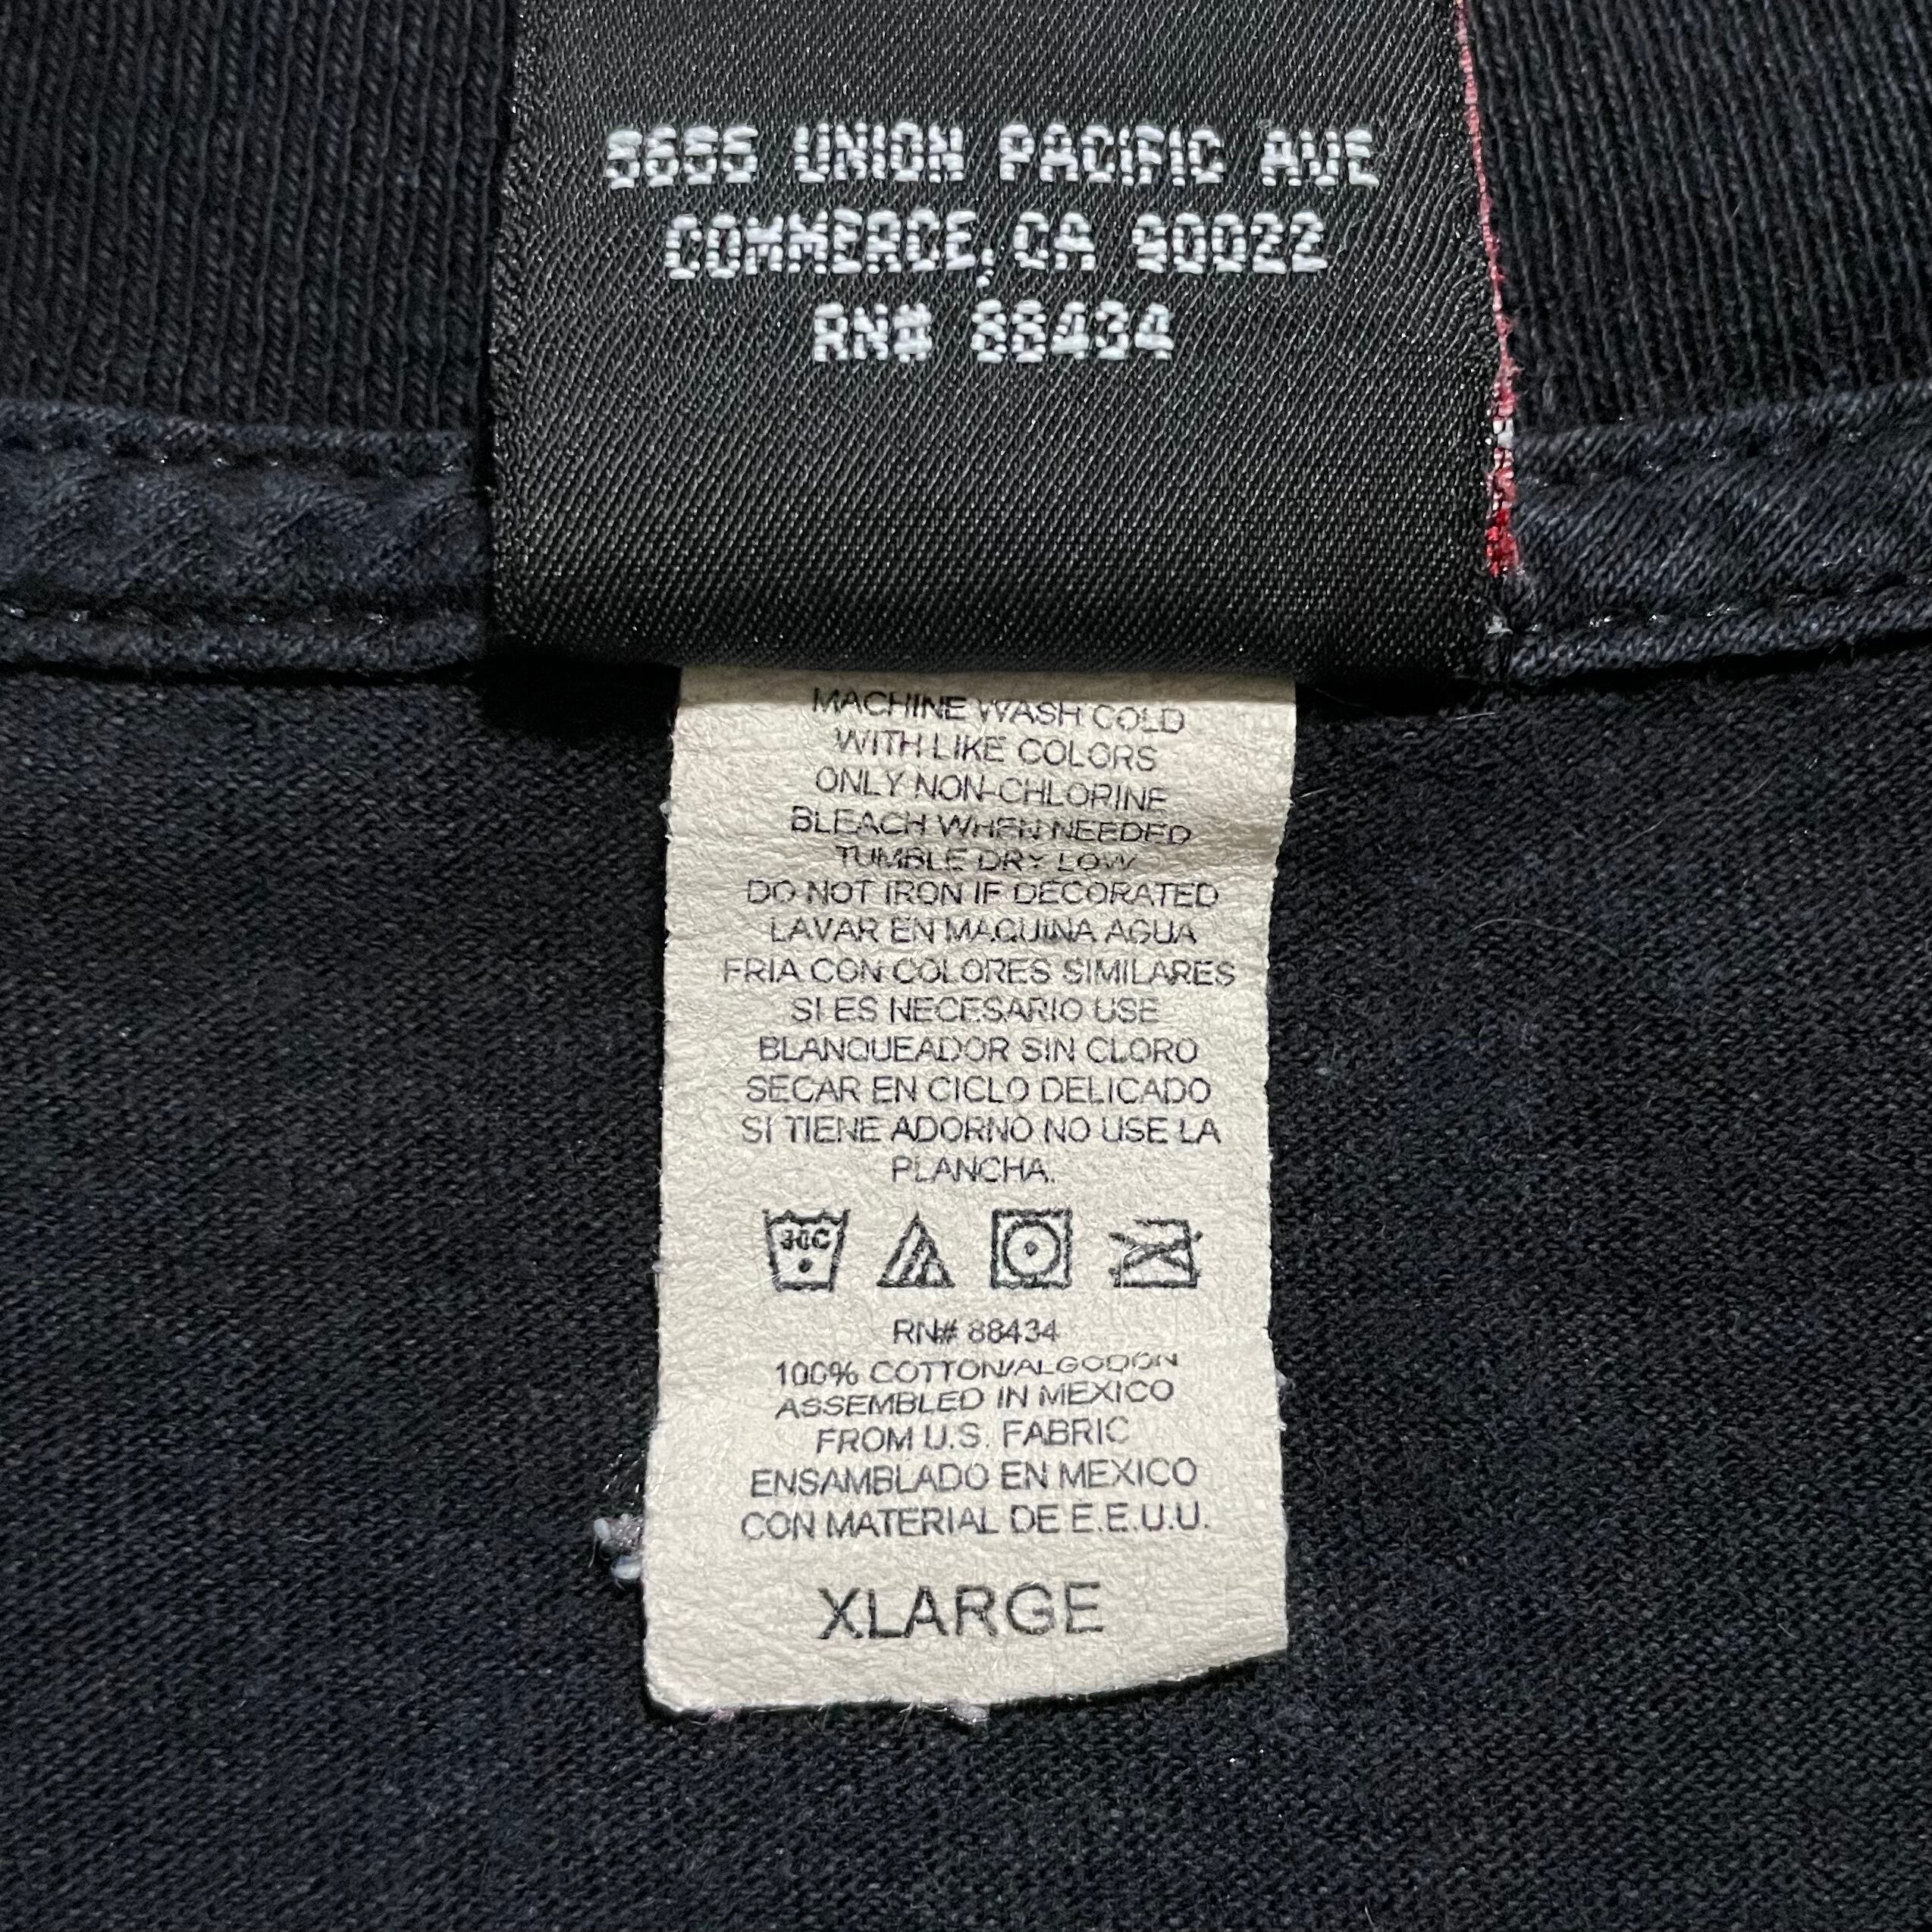 5655 UNION PACIFIC AVE
COMMERCE, CA 90022
RN# 88434
MACHINE WASH COLD
WITH LIKE COLORS
ONLY NON-CHLORINE
BLEACH WHEN NEEDED
TUMBLE DRY LOW
DO NOT IRON IF DECORATED
LAVAR EN MAQUINA AGUA
FRIA CON COLORES SIMILARES
SI ES NECESARIO USE
BLANQUEADOR SIN CLORO
SECAR EN CICLO DELICADO
SI TIENE ADORNO NO USE LA
PLANCHA.
30C
RN# 88434
100% COTTON/ALGODON
ASSEMBLED IN MEXICO
FROM U.S. FABRIC
ENSAMBLADO EN MEXICO
CON MATERIAL DE E.E.U.U.
XLARGE